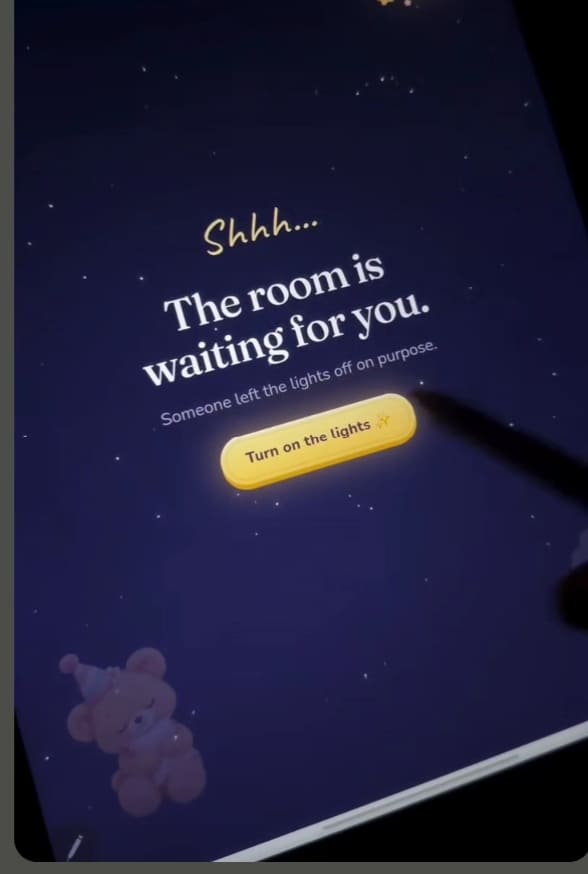 Shhh...
The room is
waiting for you.
Someone left the lights off on purpose.
Turn on the lights ✨